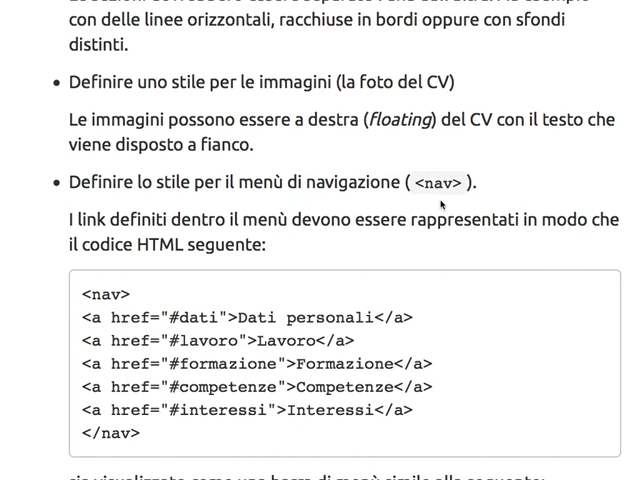 con delle linee orizzontali, racchiuse in bordi oppure con sfondi
distinti.
• Definire uno stile per le immagini (la foto del CV)
Le immagini possono essere a destra (floating) del CV con il testo che
viene disposto a fianco.
• Definire lo stile per il menù di navigazione ( <nav> ).
I link definiti dentro il menù devono essere rappresentati in modo che
il codice HTML seguente:
<nav>
<a href="#dati">Dati personali</a>
<a href="#lavoro">Lavoro</a>
<a href="#formazione">Formazione</a>
<a href="#competenze">Competenze</a>
<a href="#interessi">Interessi</a>
</nav>